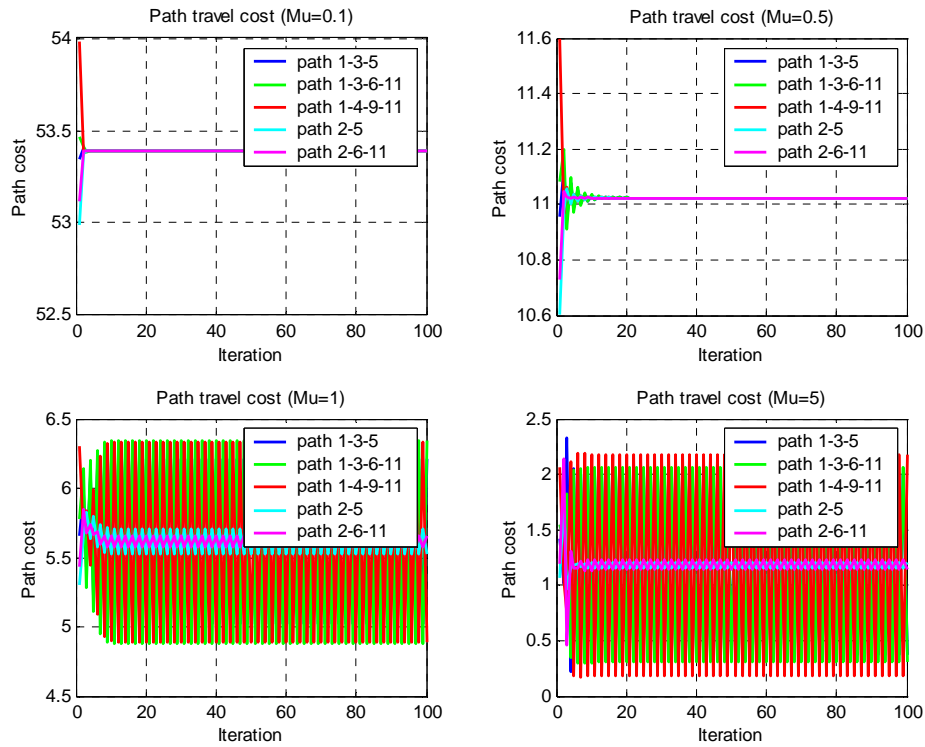 Path travel cost (Mu=0.1)
54
53.5
53
52.5
Path cost
0
20
40
60
80
100
Iteration
path 1-3-5
path 1-3-6-11
path 1-4-9-11
path 2-5
path 2-6-11
Path travel cost (Mu=0.5)
11.6
11.4
11.2
11
10.8
10.6
Path cost
0
20
40
60
80
100
Iteration
path 1-3-5
path 1-3-6-11
path 1-4-9-11
path 2-5
path 2-6-11
Path travel cost (Mu=1)
6.5
6
5.5
5
4.5
Path cost
0
20
40
60
80
100
Iteration
path 1-3-5
path 1-3-6-11
path 1-4-9-11
path 2-5
path 2-6-11
Path travel cost (Mu=5)
2.5
2
1.5
1
0.5
0
Path cost
0
20
40
60
80
100
Iteration
path 1-3-5
path 1-3-6-11
path 1-4-9-11
path 2-5
path 2-6-11